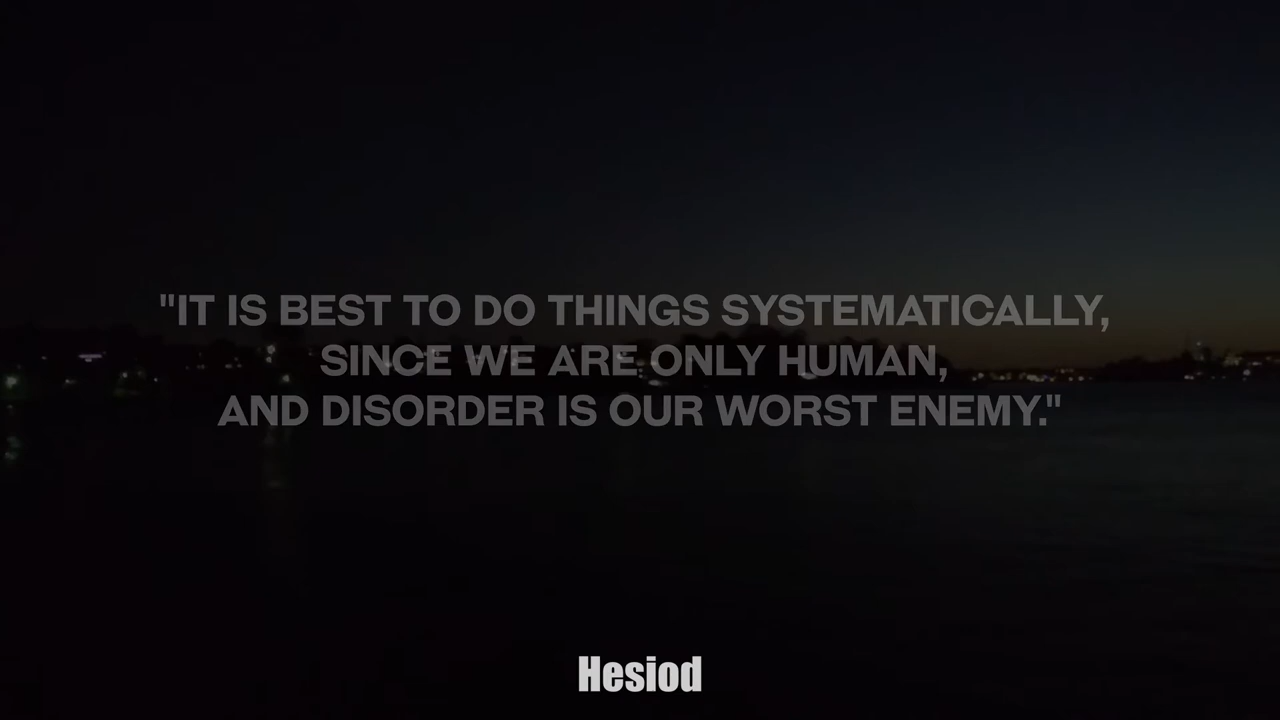 "IT IS BEST TO DO THINGS SYSTEMATICALLY,
SINCE WE ARE ONLY HUMAN,
AND DISORDER IS OUR WORST ENEMY."
Hesiod